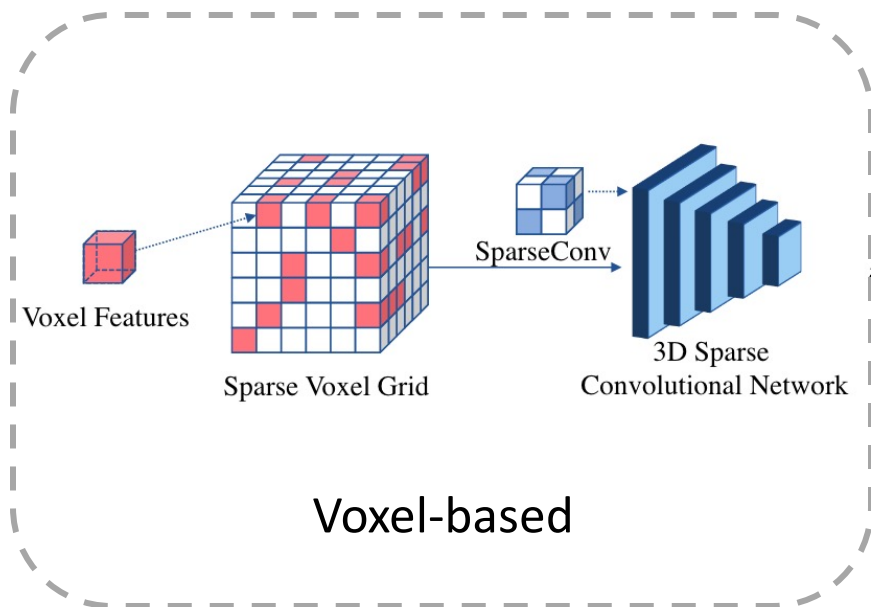 SparseConv
Voxel Features
Sparse Voxel Grid
3D Sparse
Convolutional Network
Voxel-based